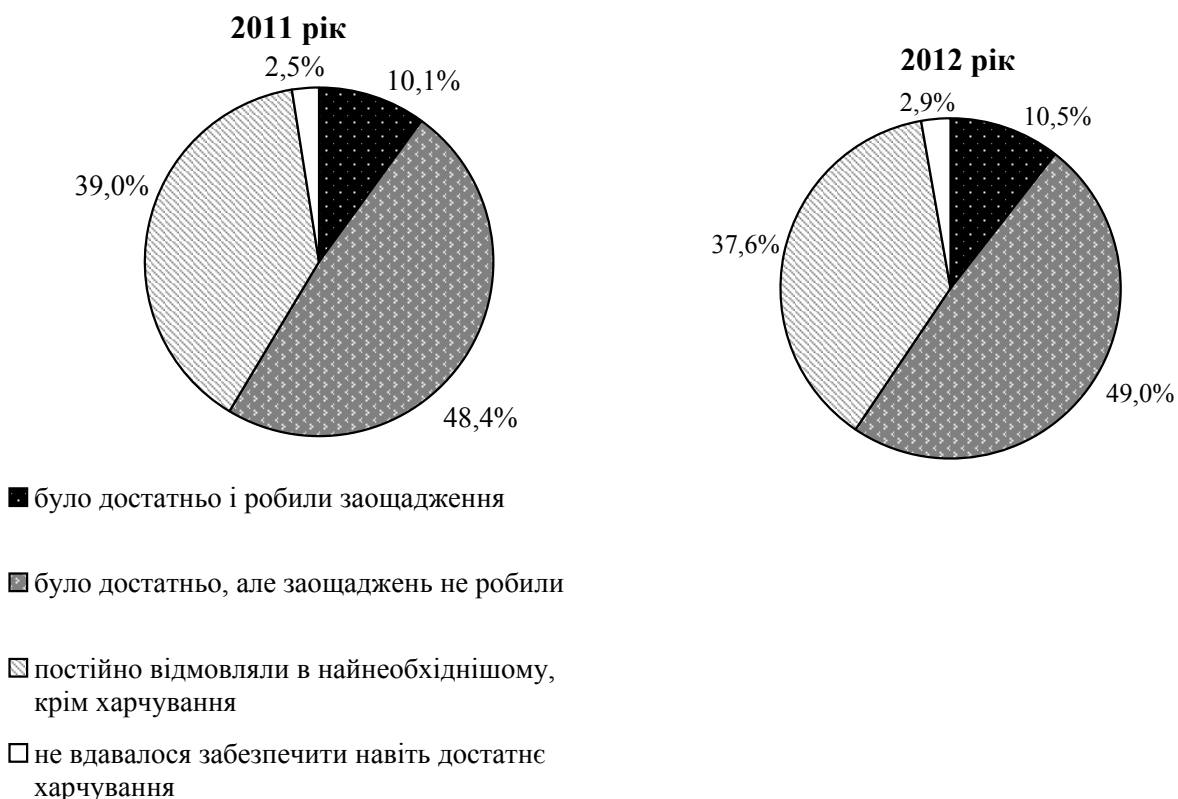 2011 рік
2,5%
10,1%
39,0%
48,4%
2012 рік
2,9%
10,5%
37,6%
49,0%
було достатньо і робили заощадження
було достатньо, але заощаджень не робили
постійно відмовляли в найнеобхіднішому,
крім харчування
не вдавалося забезпечити навіть достатнє
харчування